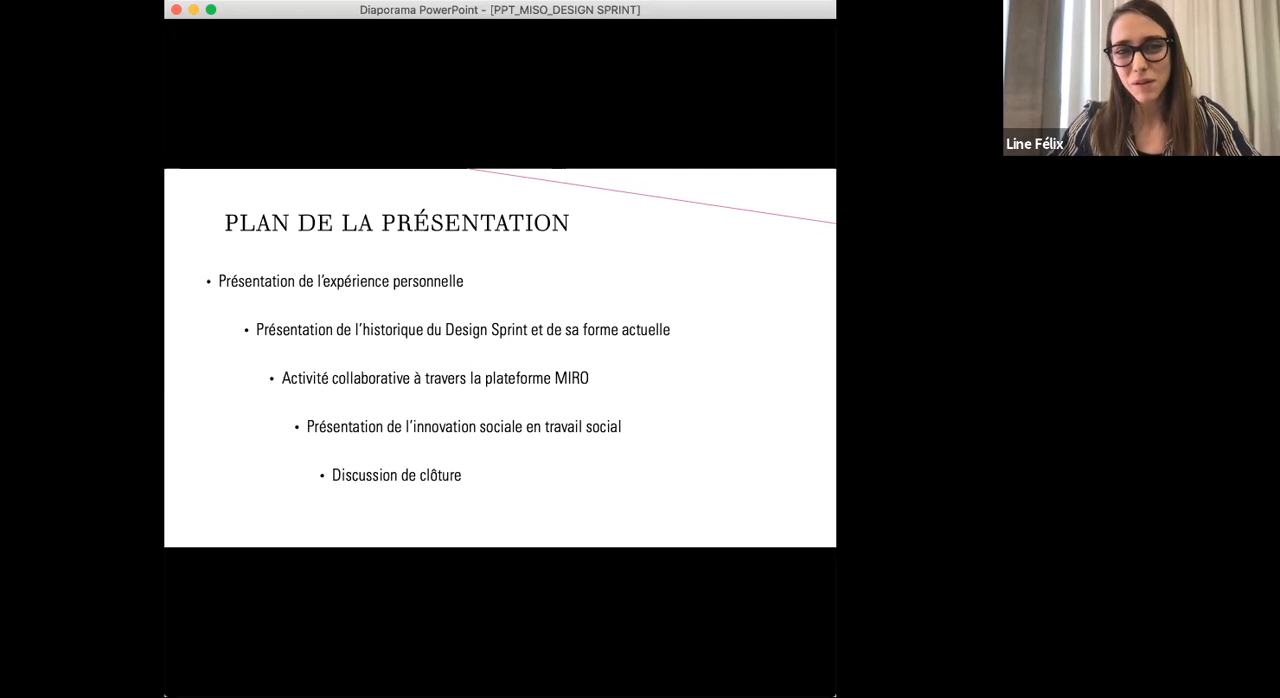 Diaporama PowerPoint - [PPT_MISO_DESIGN SPRINT]
Line Félix
PLAN DE LA PRÉSENTATION
• Présentation de l'expérience personnelle
• Présentation de l'historique du Design Sprint et de sa forme actuelle
• Activité collaborative à travers la plateforme MIRO
• Présentation de l'innovation sociale en travail social
• Discussion de clôture